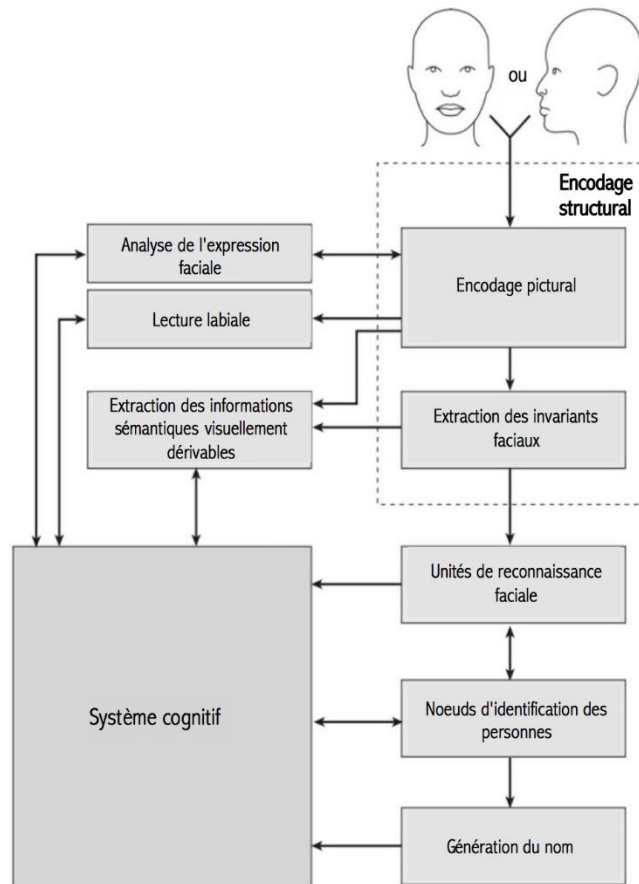 ou
Encodage
structural
Analyse de l'expression
faciale
Encodage pictural
Lecture labiale
Extraction des informations
sémantiques visuellement
dérivables
Extraction des invariants
faciaux
Unités de reconnaissance
faciale
Système cognitif
Noeuds d'identification des
personnes
Génération du nom